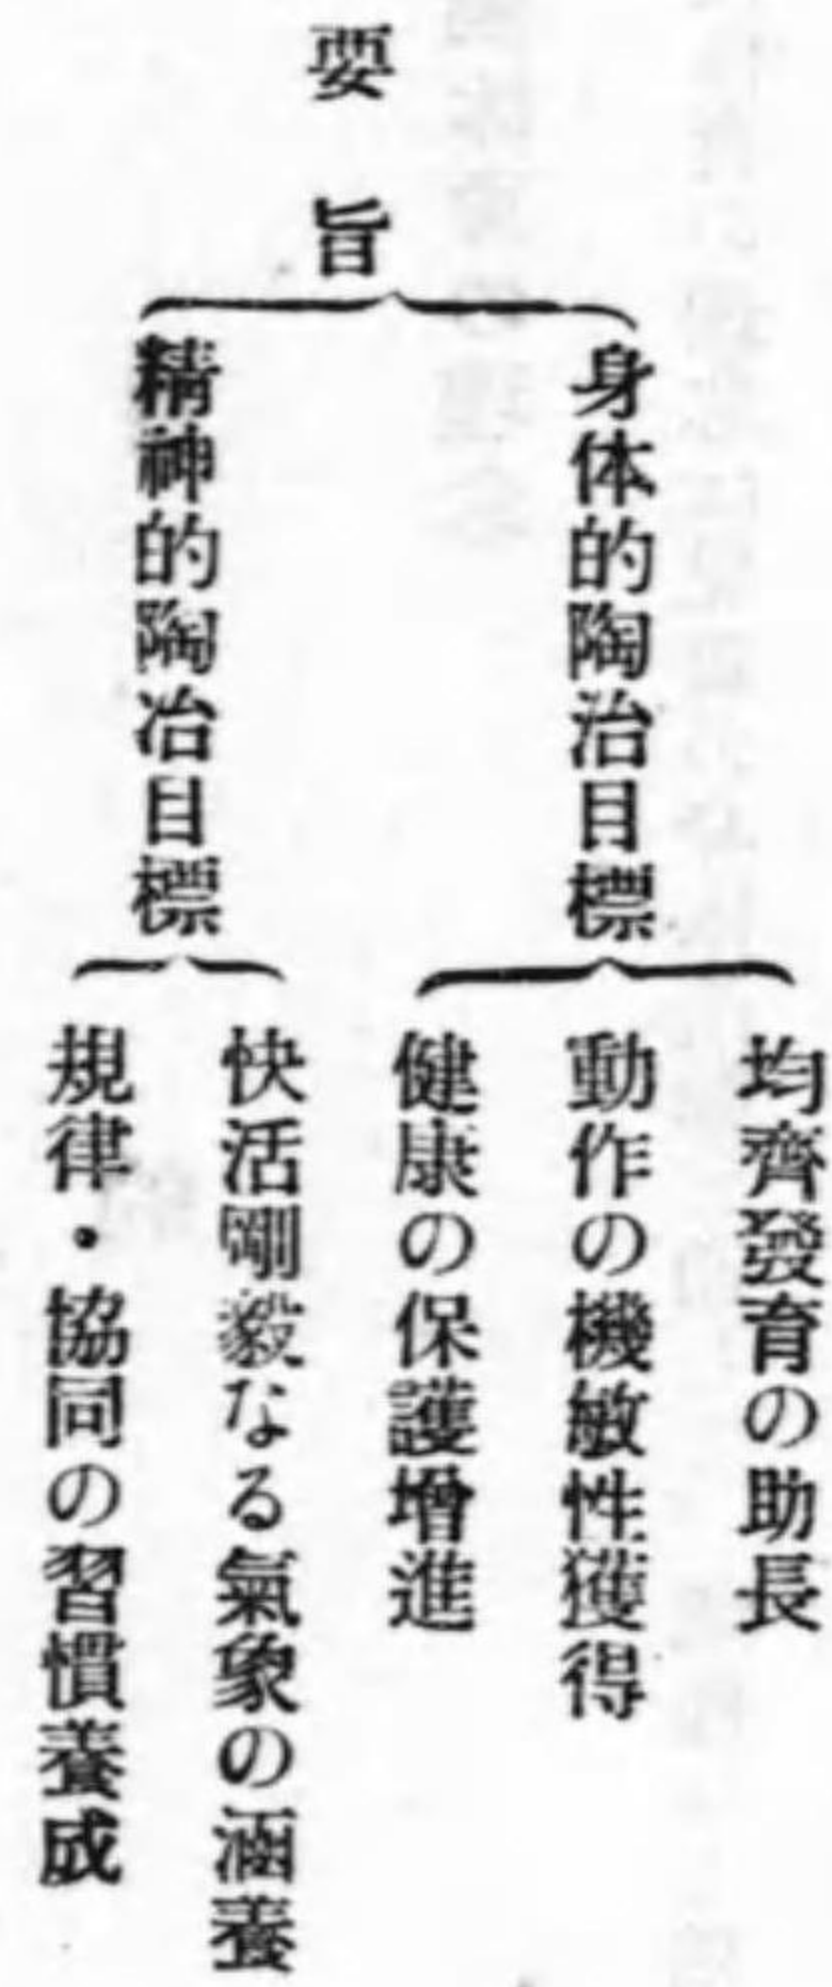 要旨
身体的陶治目標
均齊發育の助長
動作の機敏性獲得
健康の保護增進
精神的陶冶目標
快活剛毅なる氣象の涵養
規律・協同の習慣養成